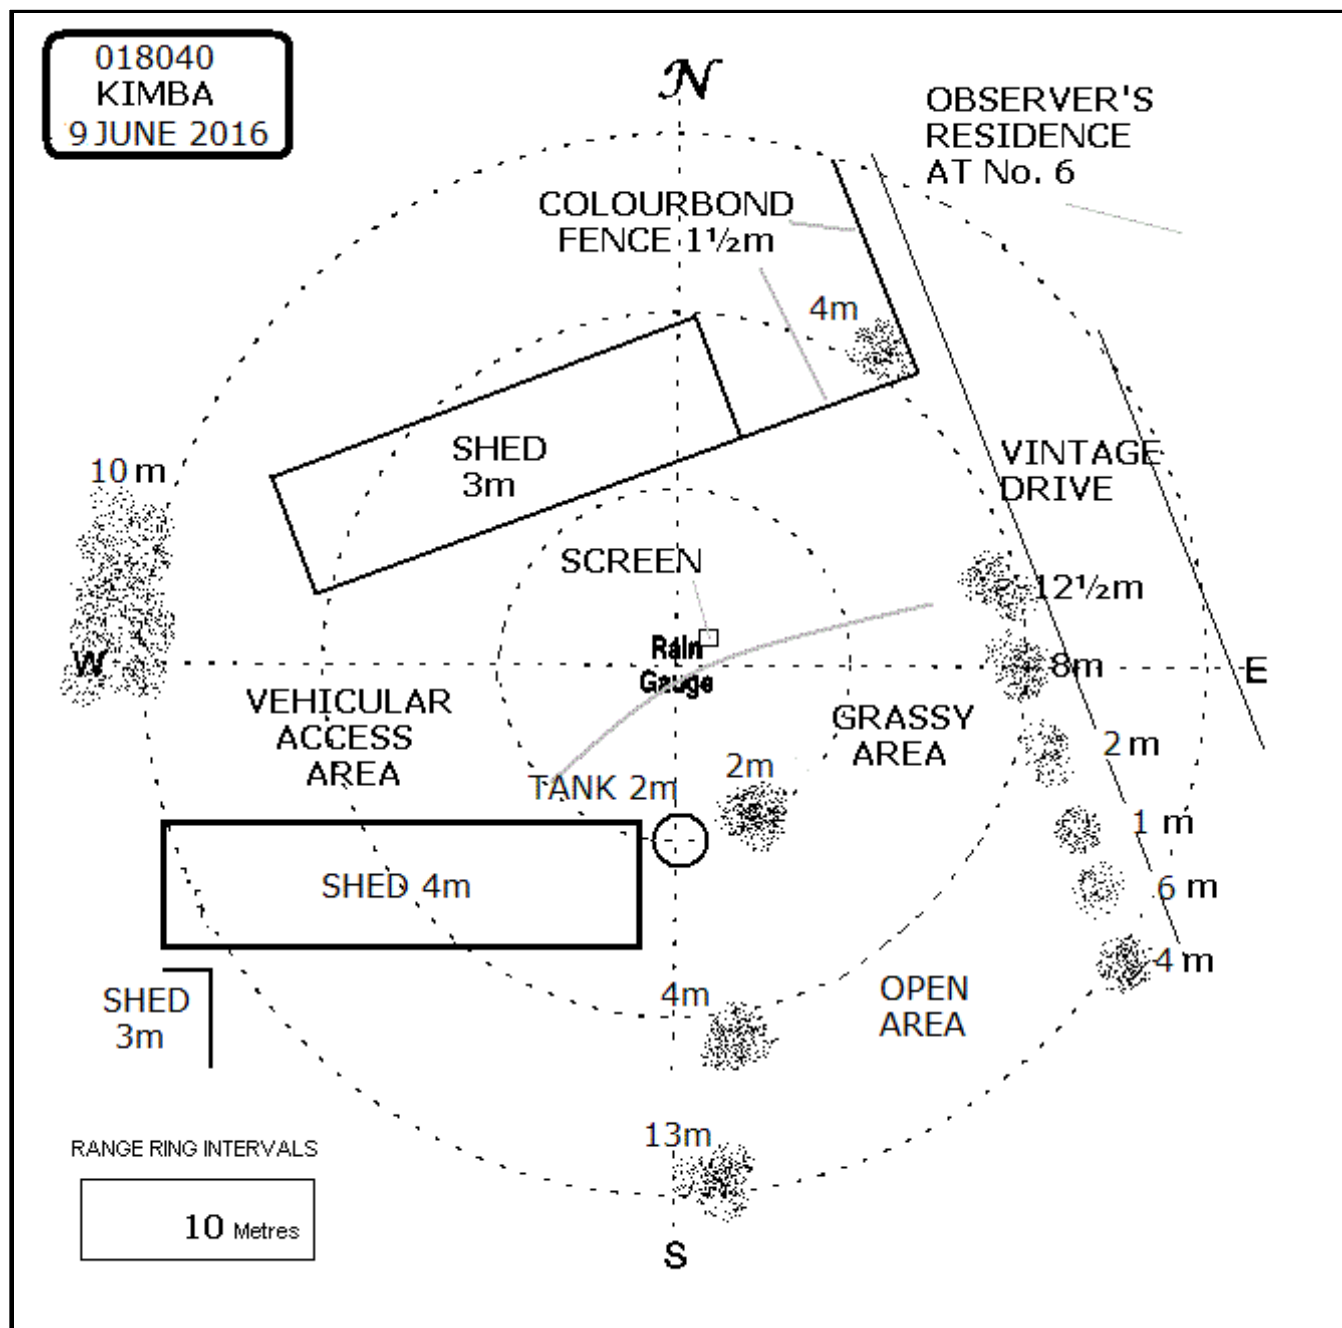 018040
KIMBA
9 JUNE 2016
N
OBSERVER'S
RESIDENCE
AT No. 6
COLOURBOND
FENCE 1½m
4m
SHED
3m
10 m
VINTAGE
DRIVE
SCREEN
12½m
Rain
Gauge
W
8m
E
VEHICULAR
ACCESS
AREA
GRASSY
AREA
2 m
TANK 2m
2m
1 m
SHED 4m
6 m
4 m
SHED
3m
4m
OPEN
AREA
13m
RANGE RING INTERVALS
10 Metres
S